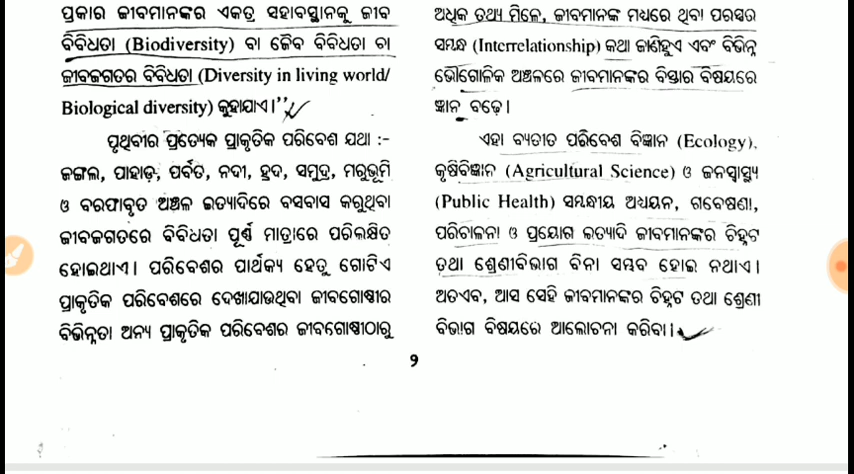 ପ୍ରକାର ଜୀବମାନଙ୍କର ଏକତ୍ର ସହାବସ୍ଥାନକୁ ଜୀବ
ବିବିଧତା (Biodiversity) ବା ଜୈବ ବିବିଧତା ବା
ଜୀବଜଗତର ବିବିଧତା (Diversity in living world/
Biological diversity) କୁହାଯାଏ।''
ପୃଥିବୀର ପ୍ରତ୍ୟେକ ପ୍ରାକୃତିକ ପରିବେଶ ଯଥା :-
ଜଙ୍ଗଲ, ପାହାଡ଼, ପର୍ବତ, ନଦୀ, ହ୍ରଦ, ସମୁଦ୍ର, ମରୁଭୂମି
ଓ ବରଫାବୃତ ଅଞ୍ଚଳ ଇତ୍ୟାଦିରେ ବସବାସ କରୁଥିବା
ଜୀବଜଗତରେ ବିବିଧତା ପୂର୍ଣ୍ଣ ମାତ୍ରାରେ ପରିଲକ୍ଷିତ
ହୋଇଥାଏ। ପରିବେଶର ପାର୍ଥକ୍ୟ ହେତୁ ଗୋଟିଏ
ପ୍ରାକୃତିକ ପରିବେଶରେ ଦେଖାଯାଉଥିବା ଜୀବଗୋଷ୍ଠୀର
ବିଭିନ୍ନତା ଅନ୍ୟ ପ୍ରାକୃତିକ ପରିବେଶର ଜୀବଗୋଷ୍ଠୀଠାରୁ
ଅଧିକ ତଥ୍ୟ ମିଳେ, ଜୀବମାନଙ୍କ ମଧ୍ୟରେ ଥିବା ପରସ୍ପର
ସମ୍ବନ୍ଧ (Interrelationship) କଥା ଜାଣିହୁଏ ଏବଂ ବିଭିନ୍ନ
ଭୌଗୋଳିକ ଅଞ୍ଚଳରେ ଜୀବମାନଙ୍କର ବିସ୍ତାର ବିଷୟରେ
ଜ୍ଞାନ ବଢ଼େ।
ଏହା ବ୍ୟତୀତ ପରିବେଶ ବିଜ୍ଞାନ (Ecology),
କୃଷିବିଜ୍ଞାନ (Agricultural Science) ଓ ଜନସ୍ୱାସ୍ଥ୍ୟ
(Public Health) ସମ୍ବନ୍ଧୀୟ ଅଧ୍ୟୟନ, ଗବେଷଣା,
ପରିଚାଳନା ଓ ପ୍ରୟୋଗ ଇତ୍ୟାଦି ଜୀବମାନଙ୍କର ଚିହ୍ନଟ
ତଥା ଶ୍ରେଣୀବିଭାଗ ବିନା ସମ୍ଭବ ହୋଇ ନଥାଏ।
ଅତଏବ, ଆସ ସେହି ଜୀବମାନଙ୍କର ଚିହ୍ନଟ ତଥା ଶ୍ରେଣୀ
ବିଭାଗ ବିଷୟରେ ଆଲୋଚନା କରିବା।
9